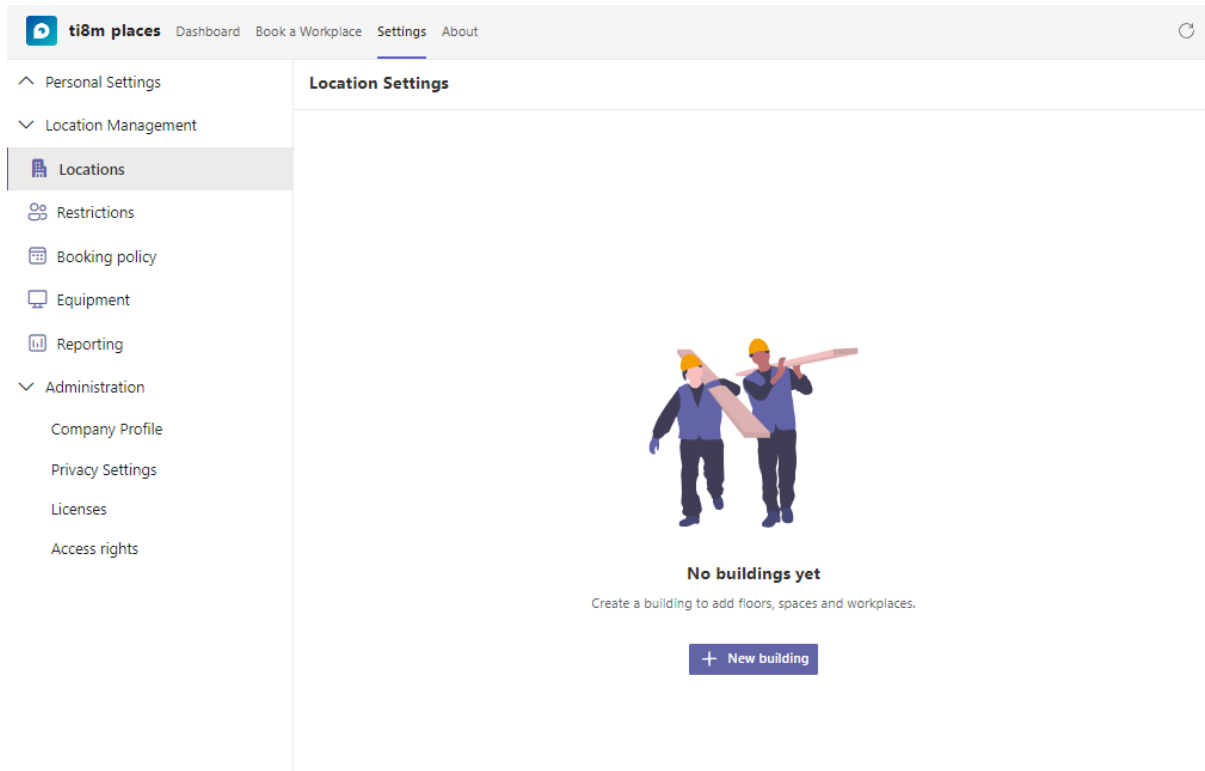 ti8m places Dashboard Book a Workplace Settings About
Personal Settings
Location Settings
Location Management
Locations
Restrictions
Booking policy
Equipment
Reporting
Administration
Company Profile
Privacy Settings
Licenses
Access rights
No buildings yet
Create a building to add floors, spaces and workplaces.
+ New building